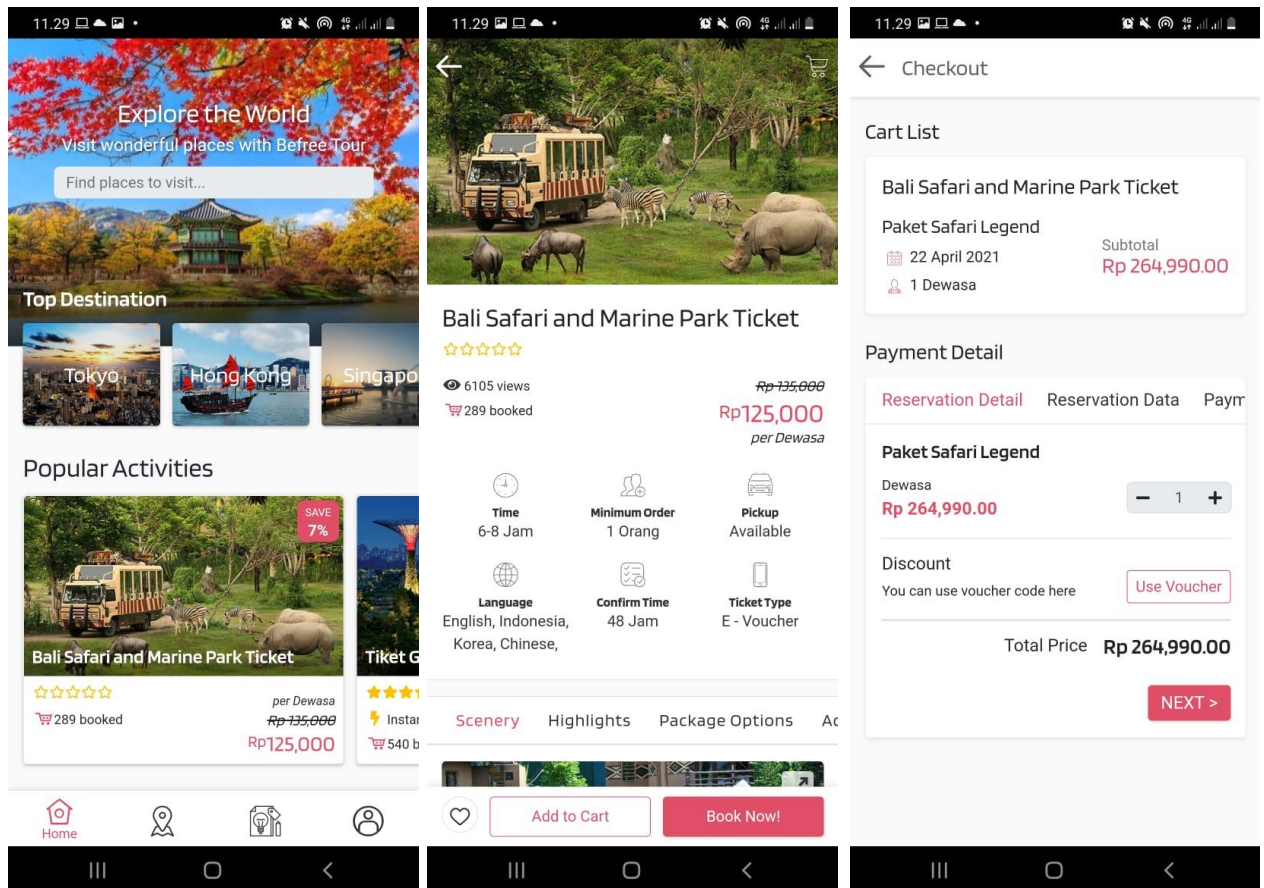 11.29
4G
Explore the World
Visit wonderful places with Befree Tour
Find places to visit...
Top Destination
Tokyo
Hong Kong
Singapo
Popular Activities
SAVE
7%
Bali Safari and Marine Park Ticket
289 booked
per Dewasa
Rp 135,000
Rp125,000
Tiket G
Instar
540 b
Home
11.29
4G
Bali Safari and Marine Park Ticket
6105 views
Rp 135,000
289 booked
Rp125,000
per Dewasa
Time
Minimum Order
Pickup
6-8 Jam
1 Orang
Available
Language
Confirm Time
Ticket Type
English, Indonesia,
48 Jam
E - Voucher
Korea, Chinese,
Scenery Highlights Package Options Ac
Add to Cart
Book Now!
11.29
4G
Checkout
Cart List
Bali Safari and Marine Park Ticket
Paket Safari Legend
22 April 2021
1 Dewasa
Subtotal
Rp 264,990.00
Payment Detail
Reservation Detail Reservation Data Paym
Paket Safari Legend
Dewasa
Rp 264,990.00
− 1 +
Discount
You can use voucher code here
Use Voucher
Total Price Rp 264,990.00
NEXT >